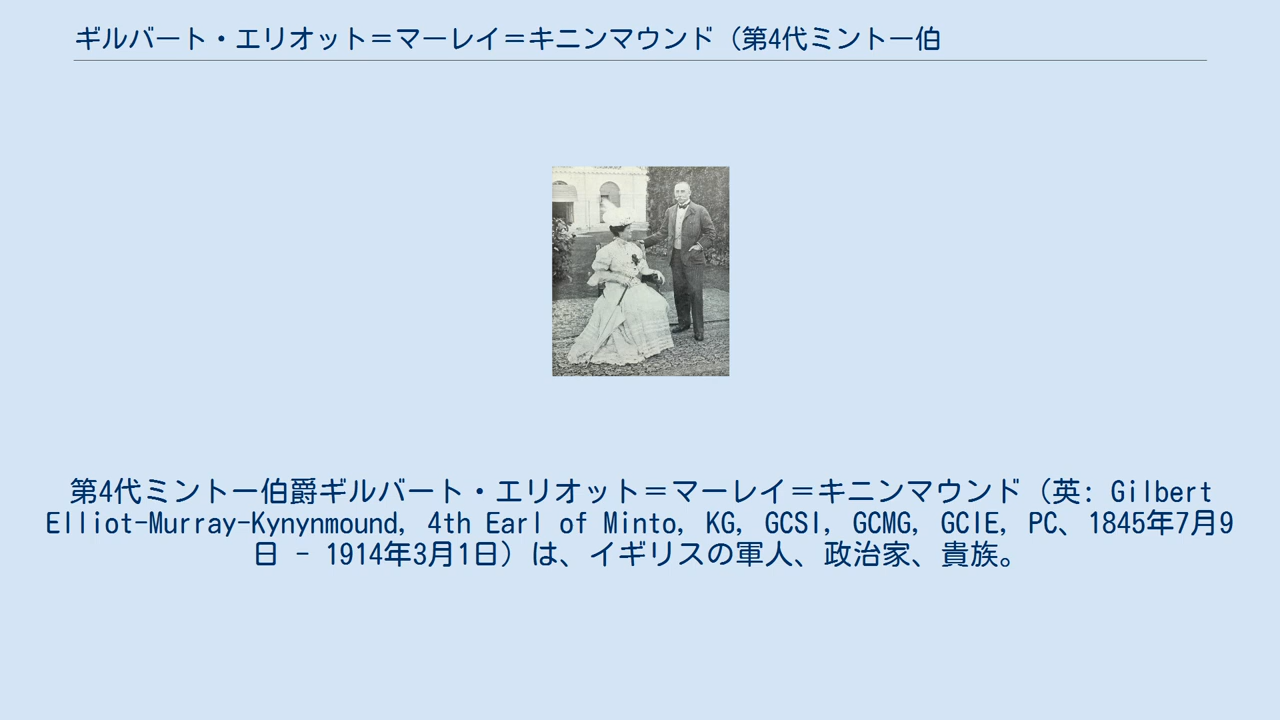 ギルバート・エリオット＝マーレイ＝キニンマウンド（第4代ミントー伯
第4代ミントー伯爵ギルバート・エリオット＝マーレイ＝キニンマウンド（英: Gilbert
Elliot-Murray-Kynynmound, 4th Earl of Minto, KG, GCSI, GCMG, GCIE, PC、1845年7月9
日 - 1914年3月1日）は、イギリスの軍人、政治家、貴族。